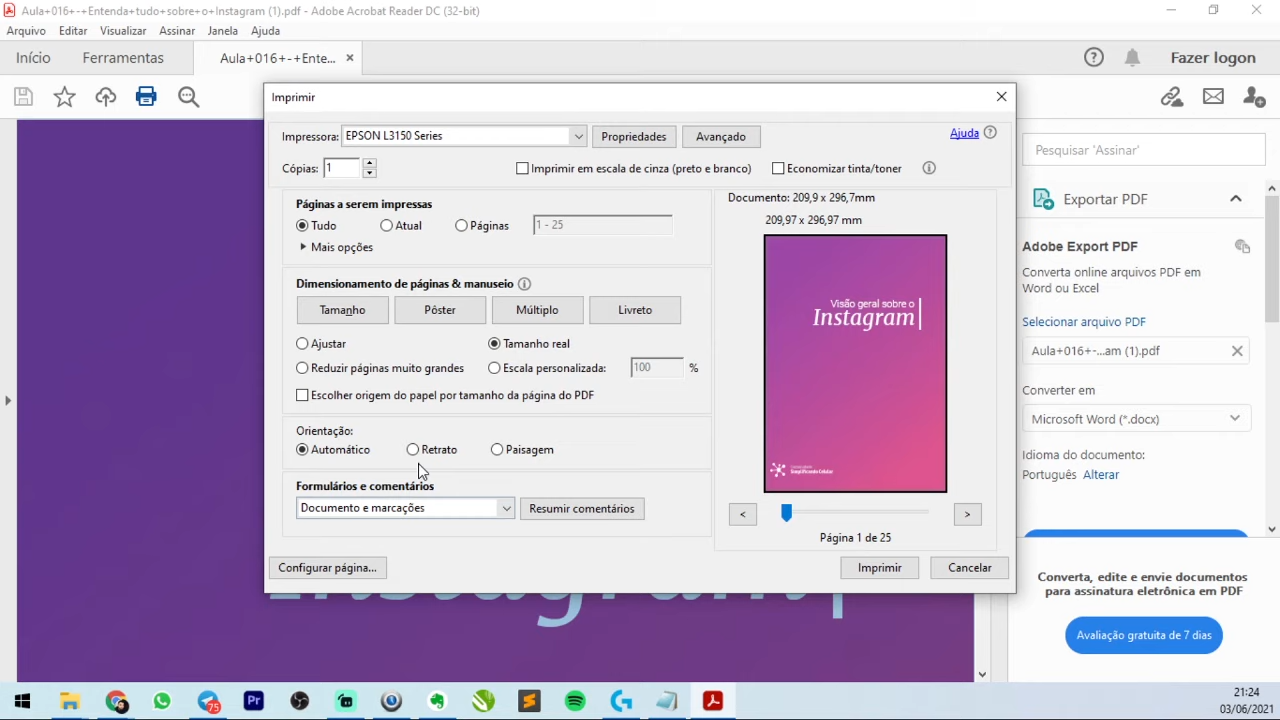 Aula+016+-+Entenda+tudo+sobre+o+Instagram (1).pdf - Adobe Acrobat Reader DC (32-bit)
Arquivo Editar Visualizar Assinar Janela Ajuda
Início Ferramentas Aula+016+-+Ente... × Fazer logon
Imprimir
Impressora: EPSON L3150 Series Propriedades Avançado Ajuda
Cópias: 1 Imprimir em escala de cinza (preto e branco) Economizar tinta/toner
Páginas a serem impressas
Tudo Atual Páginas 1 - 25
Mais opções
Dimensionamento de páginas & manuseio
Tamanho Pôster Múltiplo Livreto
Ajustar Tamanho real
Reduzir páginas muito grandes Escala personalizada: 100 %
Escolher origem do papel por tamanho da página do PDF
Orientação:
Automático Retrato Paisagem
Formulários e comentários
Documento e marcações Resumir comentários
Configurar página...
Documento: 209,9 x 296,7mm
209,97 x 296,97 mm
Visão geral sobre o
Instagram
Simplificando Celular
< >
Página 1 de 25
Imprimir Cancelar
Instagram
Pesquisar 'Assinar'
Exportar PDF
Adobe Export PDF
Converta online arquivos PDF em
Word ou Excel
Selecionar arquivo PDF
Aula+016+-...am (1).pdf
Converter em
Microsoft Word (*.docx)
Idioma do documento:
Português Alterar
Converta, edite e envie documentos
para assinatura eletrônica em PDF
Avaliação gratuita de 7 dias
75
Pr
21:24
03/06/2021